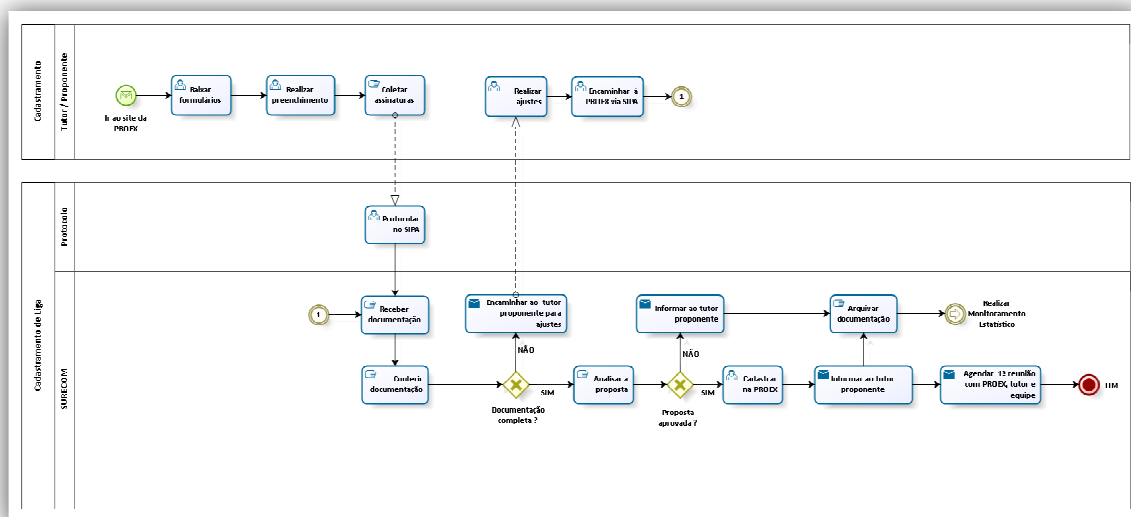 Cadastramento
Tutor / Proponente
Ir ao site da
PROEX
Baixar
formulários
Realizar
preenchimento
Coletar
assinaturas
Realizar
ajustes
Encaminhar à
PROEX via SIPA
1
Cadastramento de Liga
Protocolo
Protocolar
no SIPA
SURECOM
1
Receber
documentação
Encaminhar ao tutor
proponente para
ajustes
Informar ao tutor
proponente
Arquivar
documentação
Realizar
Monitoramento
Estatístico
NÃO
NÃO
Conferir
documentação
Documentação
completa ?
SIM
Analisar a
proposta
Proposta
aprovada ?
SIM
Cadastrar
na PROEX
Informar ao tutor
proponente
Agendar 1ª reunião
com PROEX, tutor e
equipe
FIM